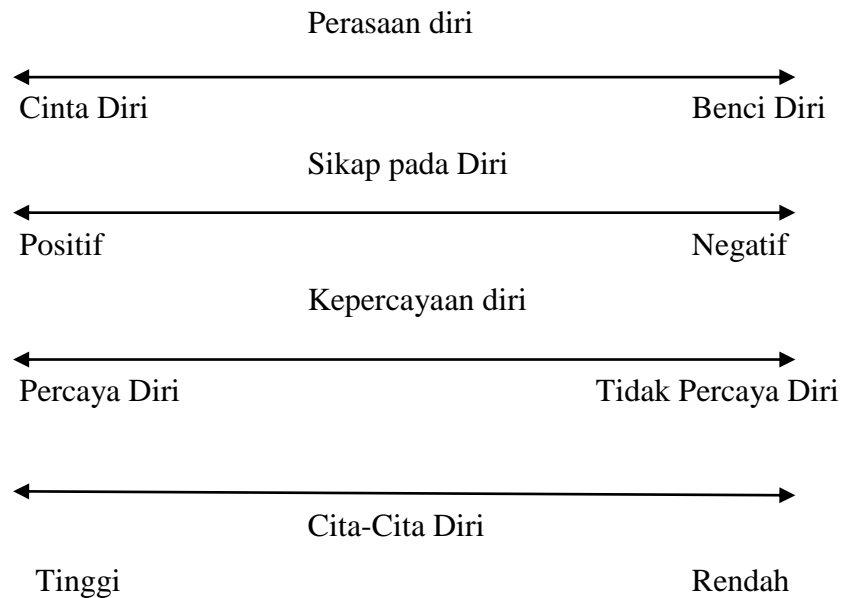 Perasaan diri
Cinta Diri Benci Diri
Sikap pada Diri
Positif Negatif
Kepercayaan diri
Percaya Diri Tidak Percaya Diri
Cita-Cita Diri
Tinggi Rendah